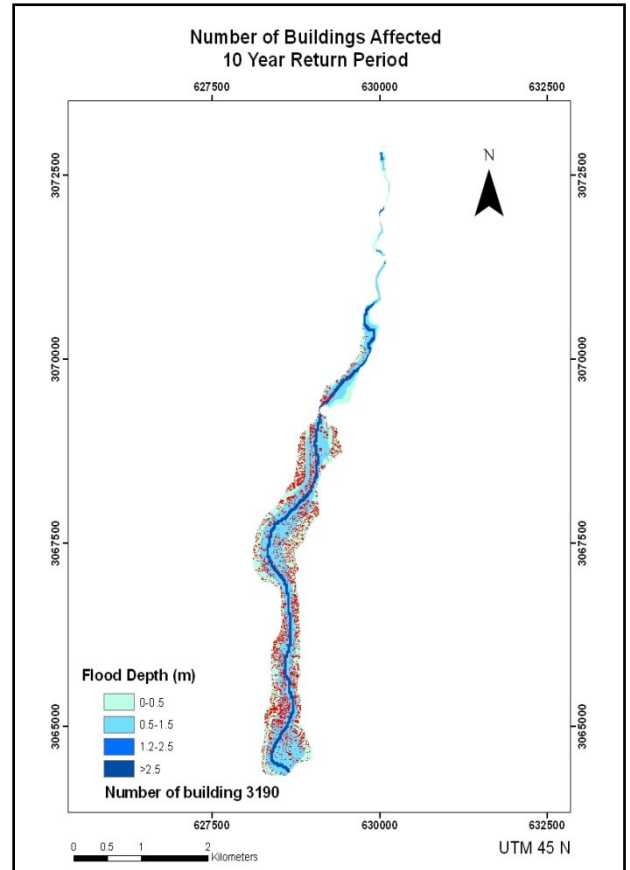 Number of Buildings Affected
10 Year Return Period
627500 630000 632500
3072500 3072500
N
3070000 3070000
3067500 3067500
3065000 3065000
Flood Depth (m)
0-0.5
0.5-1.5
1.2-2.5
>2.5
Number of building 3190
627500 630000 632500
0 0.5 1 2
Kilometers
UTM 45 N